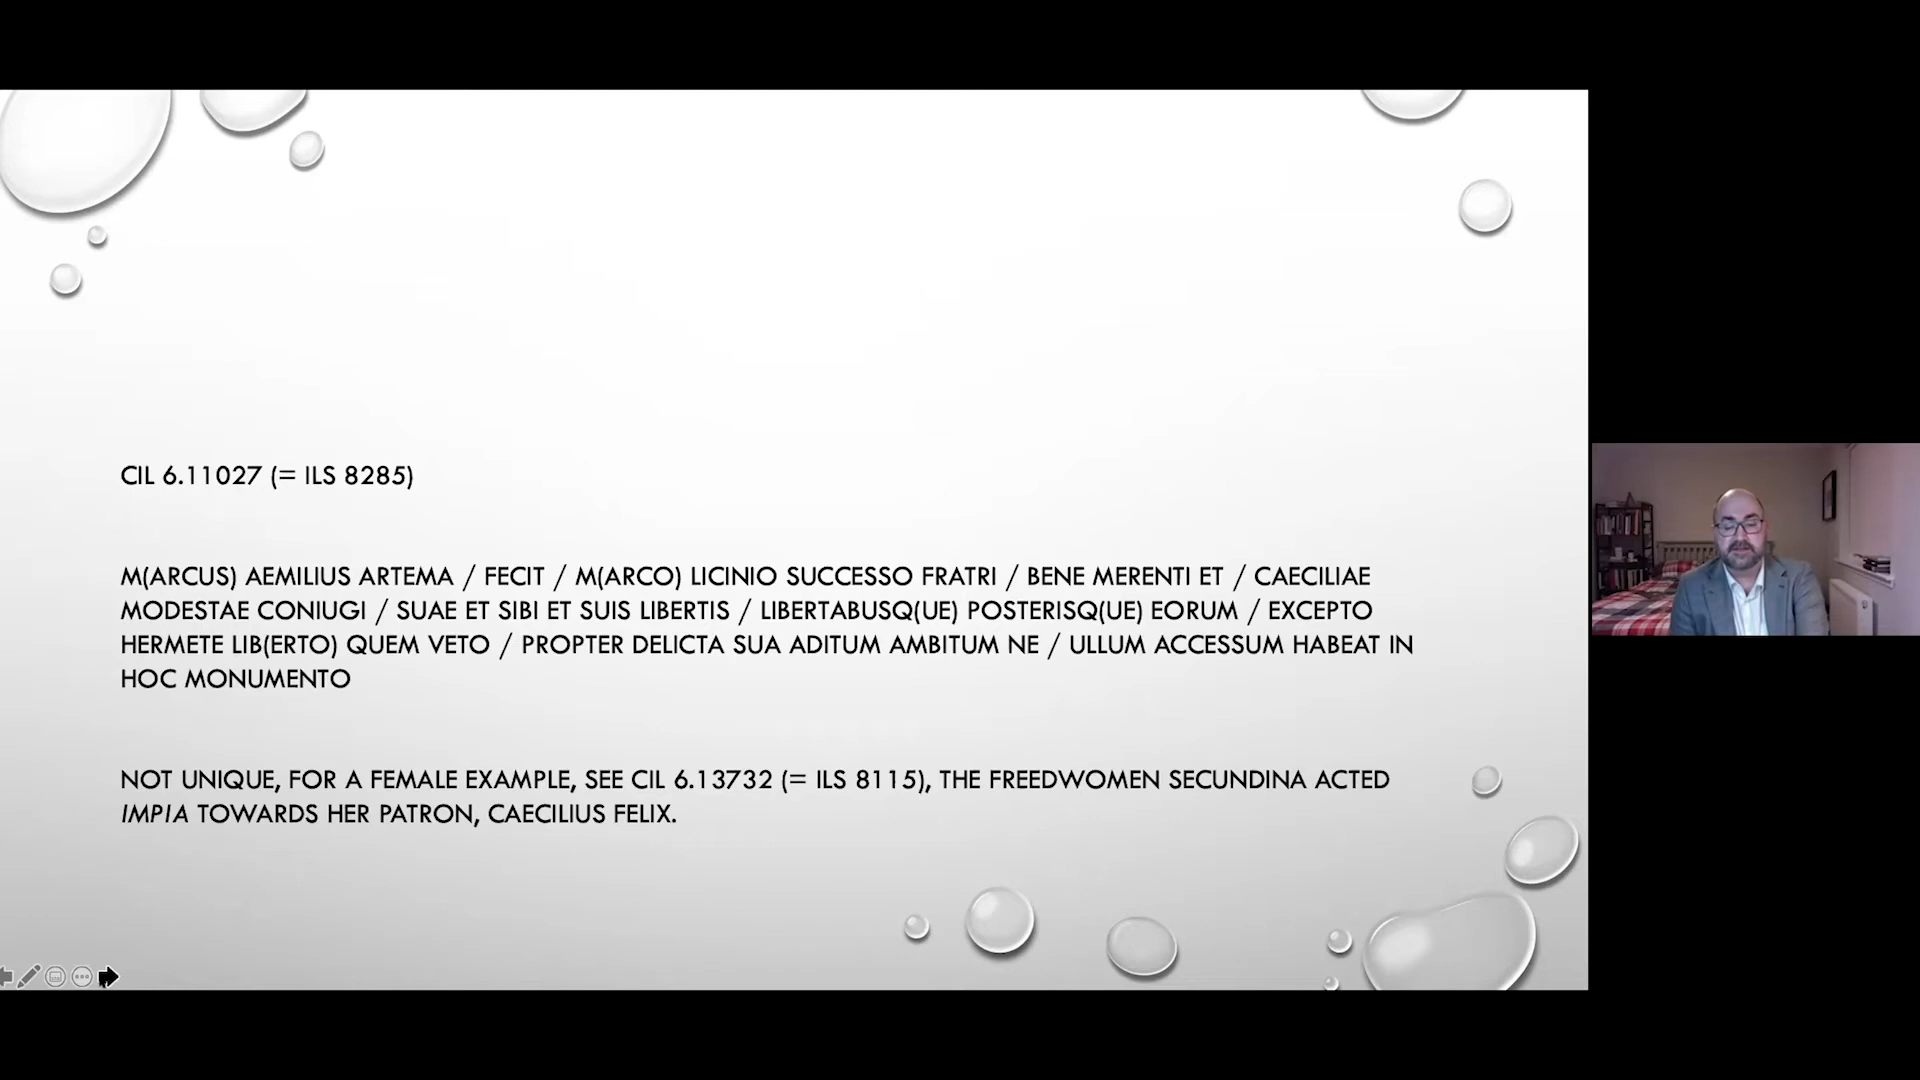 CIL 6.11027 (= ILS 8285)
M(ARCUS) AEMILIUS ARTEMA / FECIT / M(ARCO) LICINIO SUCCESSO FRATRI / BENE MERENTI ET / CAECILIAE
MODESTAE CONIUGI / SUAE ET SIBI ET SUIS LIBERTIS / LIBERTABUSQ(UE) POSTERISQ(UE) EORUM / EXCEPTO
HERMETE LIB(ERTO) QUEM VETO / PROPTER DELICTA SUA ADITUM AMBITUM NE / ULLUM ACCESSUM HABEAT IN
HOC MONUMENTO
NOT UNIQUE, FOR A FEMALE EXAMPLE, SEE CIL 6.13732 (= ILS 8115), THE FREEDWOMEN SECUNDINA ACTED
IMPIA TOWARDS HER PATRON, CAECILIUS FELIX.